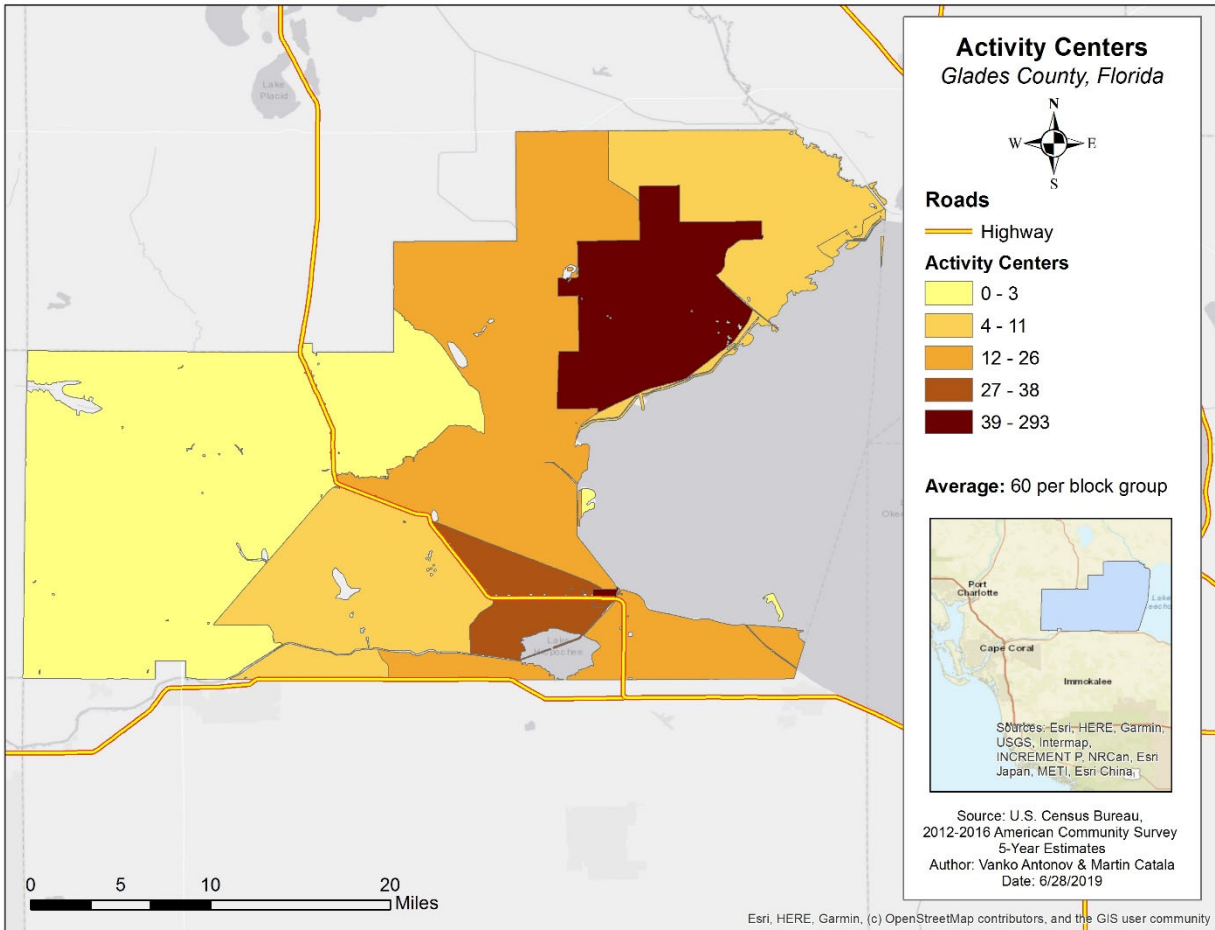 Activity Centers
Glades County, Florida
N
W
E
S
Roads
Highway
Activity Centers
0 - 3
4 - 11
12 - 26
27 - 38
39 - 293
Average: 60 per block group
Port
Charlotte
Lake
Cape Coral
Immokalee
Sources: Esri, HERE, Garmin,
USGS, Intermap,
INCREMENT P, NRCan, Esri
Japan, METI, Esri China
Source: U.S. Census Bureau,
2012-2016 American Community Survey
5-Year Estimates
Author: Vanko Antonov & Martin Catala
Date: 6/28/2019
Lake
Placid
Lake
0
5
10
20
Miles
Esri, HERE, Garmin, (c) OpenStreetMap contributors, and the GIS user community